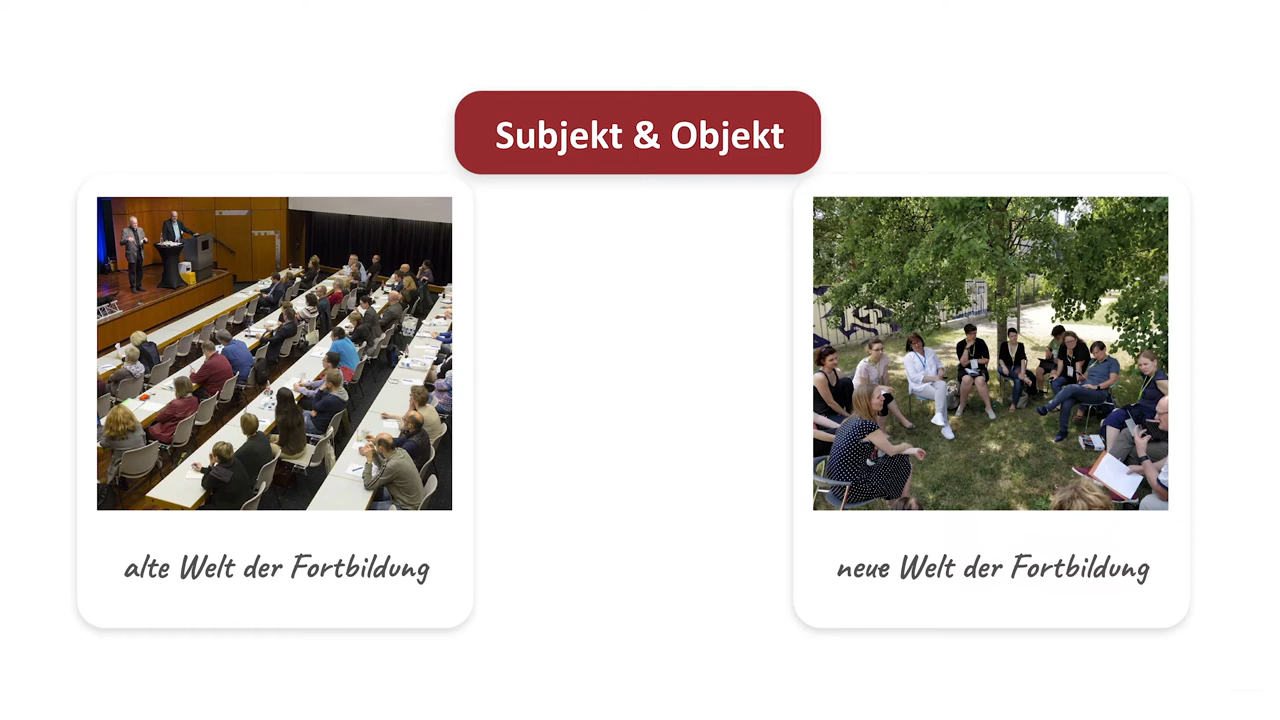 Subjekt & Objekt
alte Welt der Fortbildung
neue Welt der Fortbildung